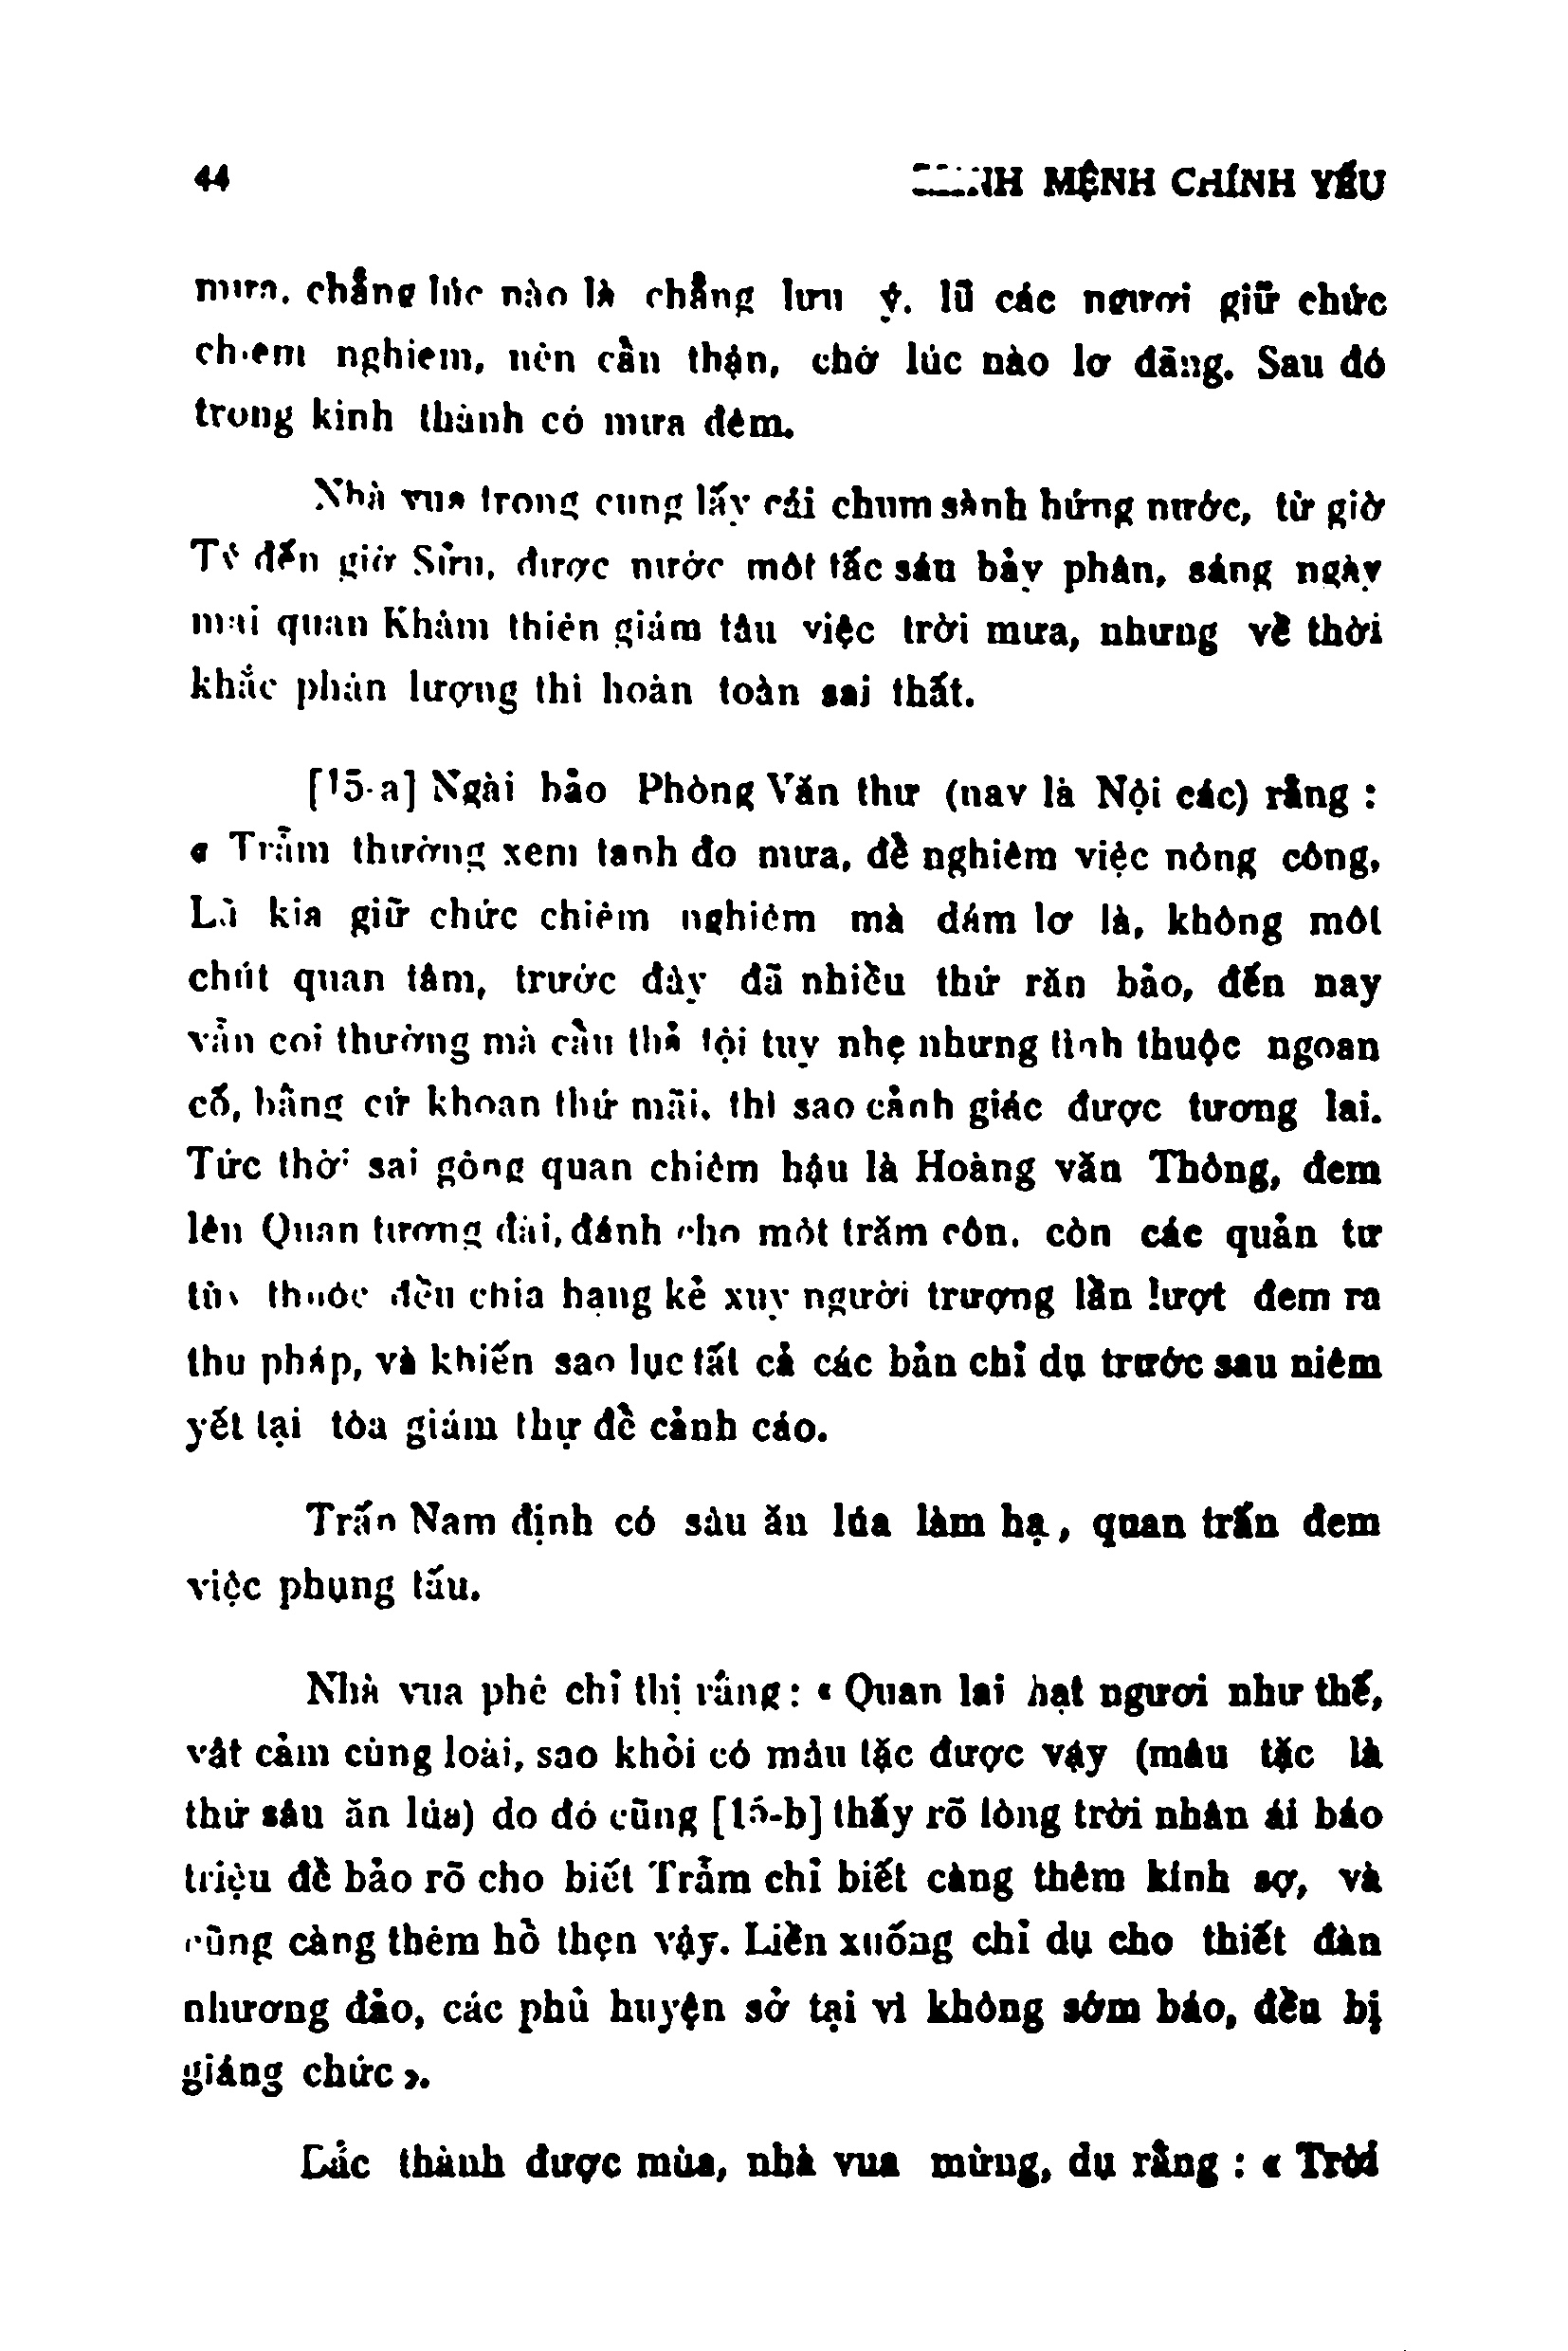 44 MINH MỆNH CHÍNH YẾU
mưa, chẳng lúc nào là chẳng lưu ý. lũ các ngươi giữ chức
chiêm nghiêm, nên cần thận, chớ lúc nào lơ đãng. Sau đó
trong kinh thành có mưa đêm.
Nhà vua trong cung lấy cái chum sành hứng nước, từ giờ
Tý đến giờ Sửu, được nước một tấc sáu bảy phân, sáng ngày
mai quan Khâm thiên giám tâu việc trời mưa, nhưng về thời
khắc phân lượng thì hoàn toàn sai thất.
[15-a] Ngài bảo Phòng Văn thư (nay là Nội các) rằng :
« Trẫm thường xem tạnh đo mưa, để nghiêm việc nông công,
Lũ kia giữ chức chiêm nghiêm mà dám lơ là, không một
chút quan tâm, trước đây đã nhiều thứ răn bảo, đến nay
vẫn coi thường mà cầu thả tội tuy nhẹ nhưng tình thuộc ngoan
cố, bằng cứ khoan thứ mãi, thì sao cảnh giác được tương lai.
Tức thời sai gông quan chiêm hậu là Hoàng văn Thông, đem
lên Quan tượng đài, đánh cho một trăm côn, còn các quản tư
tùy thuộc đều chia hạng kẻ xuy người trượng lần lượt đem ra
thu pháp, và khiến sao lục tất cả các bản chỉ dụ trước sau niêm
yết tại tòa giám thự để cảnh cáo.
Trấn Nam định có sâu ăn lúa làm hạ, quan trấn đem
việc phụng tấu.
Nhà vua phê chỉ thị rằng: « Quan lai hạt ngươi như thế,
vật cảm cùng loài, sao khỏi có mâu tặc được vậy (mâu tặc là
thứ sâu ăn lúa) do đó cũng [15-b] thấy rõ lòng trời nhân ái báo
triệu để bảo rõ cho biết Trẫm chỉ biết càng thêm kính sợ, và
cũng càng thêm hổ thẹn vậy. Liền xuống chỉ dụ cho thiết đàn
nhương đảo, các phủ huyện sở tại vì không sớm báo, đều bị
giáng chức ».
Bắc thành được mùa, nhà vua mừng, dụ rằng : « Trời